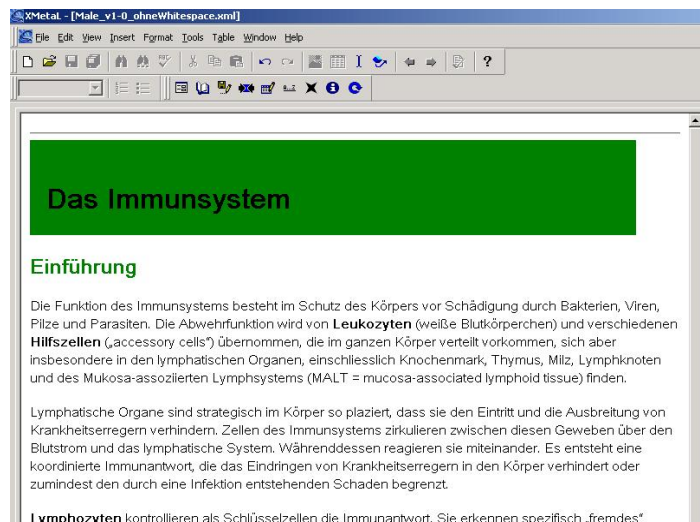 XMetaL - [Male_v1-0_ohneWhitespace.xml]
File Edit View Insert Format Tools Table Window Help
Das Immunsystem
Einführung
Die Funktion des Immunsystems besteht im Schutz des Körpers vor Schädigung durch Bakterien, Viren,
Pilze und Parasiten. Die Abwehrfunktion wird von Leukozyten (weiße Blutkörperchen) und verschiedenen
Hilfszellen („accessory cells“) übernommen, die im ganzen Körper verteilt vorkommen, sich aber
insbesondere in den lymphatischen Organen, einschliesslich Knochenmark, Thymus, Milz, Lymphknoten
und des Mukosa-assoziierten Lymphsystems (MALT = mucosa-associated lymphoid tissue) finden.
Lymphatische Organe sind strategisch im Körper so plaziert, dass sie den Eintritt und die Ausbreitung von
Krankheitserregern verhindern. Zellen des Immunsystems zirkulieren zwischen diesen Geweben über den
Blutstrom und das lymphatische System. Währenddessen reagieren sie miteinander. Es entsteht eine
koordinierte Immunantwort, die das Eindringen von Krankheitserregern in den Körper verhindert oder
zumindest den durch eine Infektion entstehenden Schaden begrenzt.
Lymphozyten kontrollieren als Schlüsselzellen die Immunantwort. Sie erkennen spezifisch „fremdes“